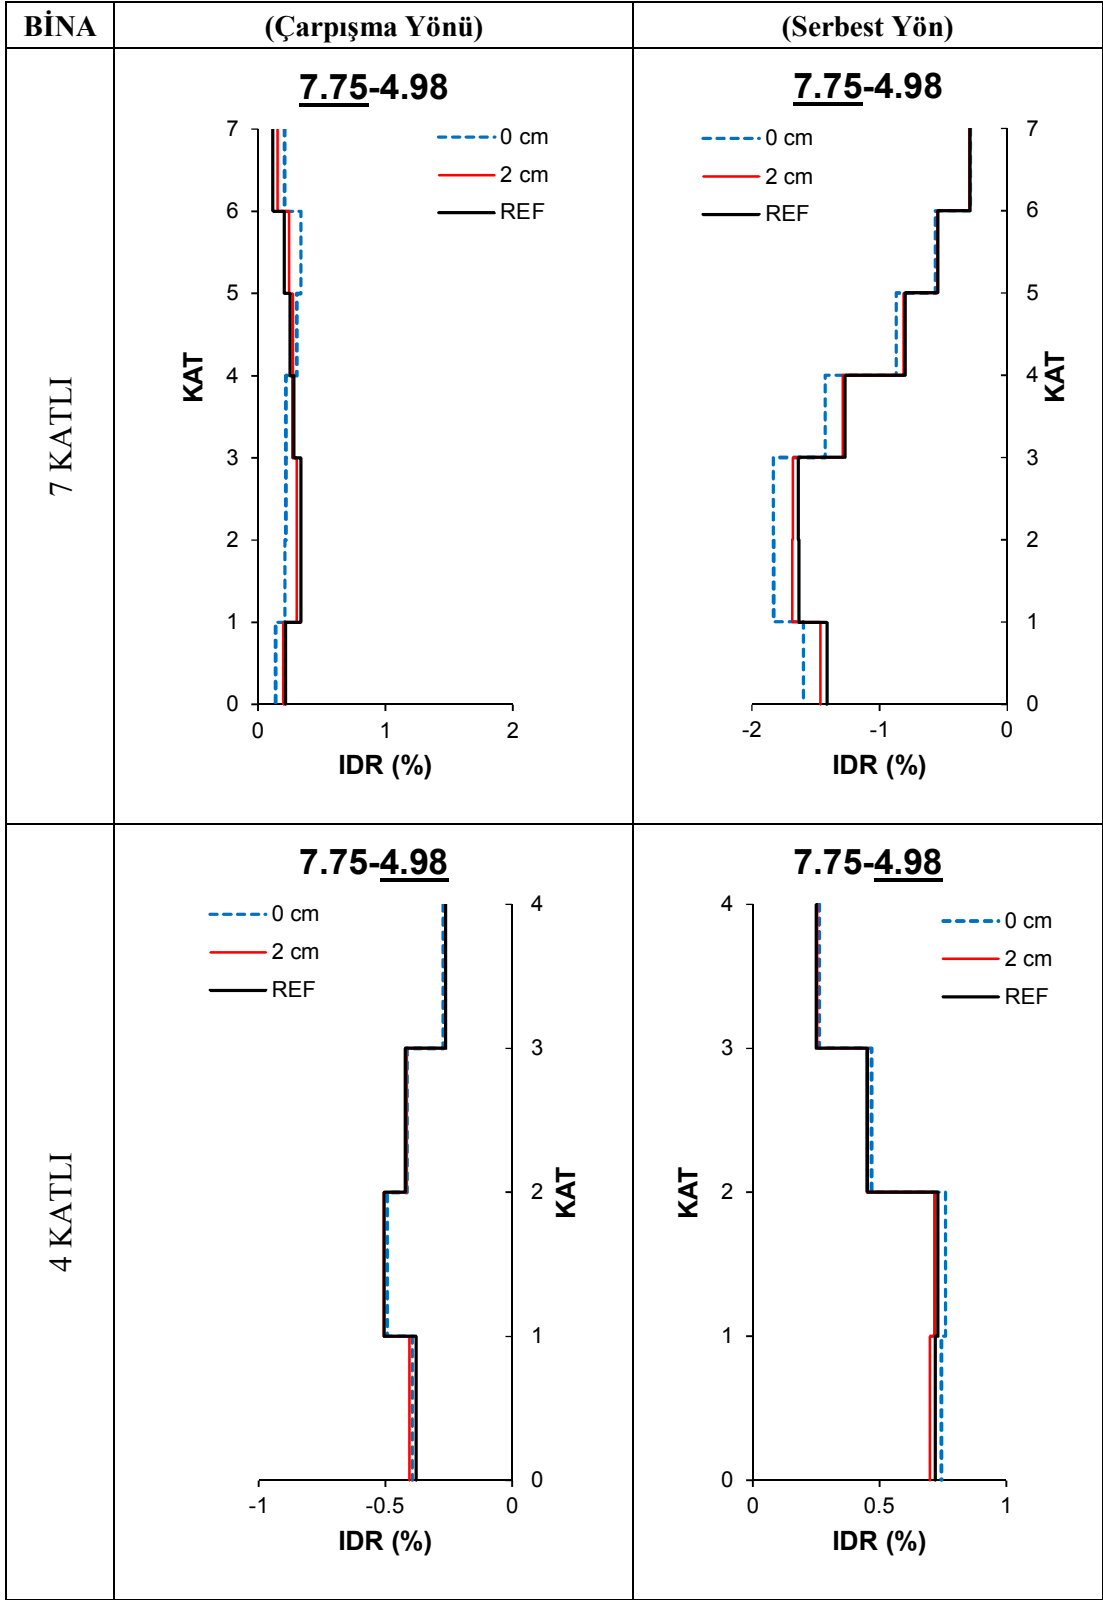 BİNA
(Çarpışma Yönü)
(Serbest Yön)
7 KATLI
7.75-4.98
0 cm
2 cm
REF
7
6
5
4
3
2
1
0
KAT
0
1
2
IDR (%)
7.75-4.98
0 cm
2 cm
REF
7
6
5
4
3
2
1
0
KAT
-2
-1
0
IDR (%)
4 KATLI
7.75-4.98
0 cm
2 cm
REF
4
3
2
1
0
KAT
-1
-0.5
0
IDR (%)
7.75-4.98
0 cm
2 cm
REF
4
3
2
1
0
KAT
0
0.5
1
IDR (%)